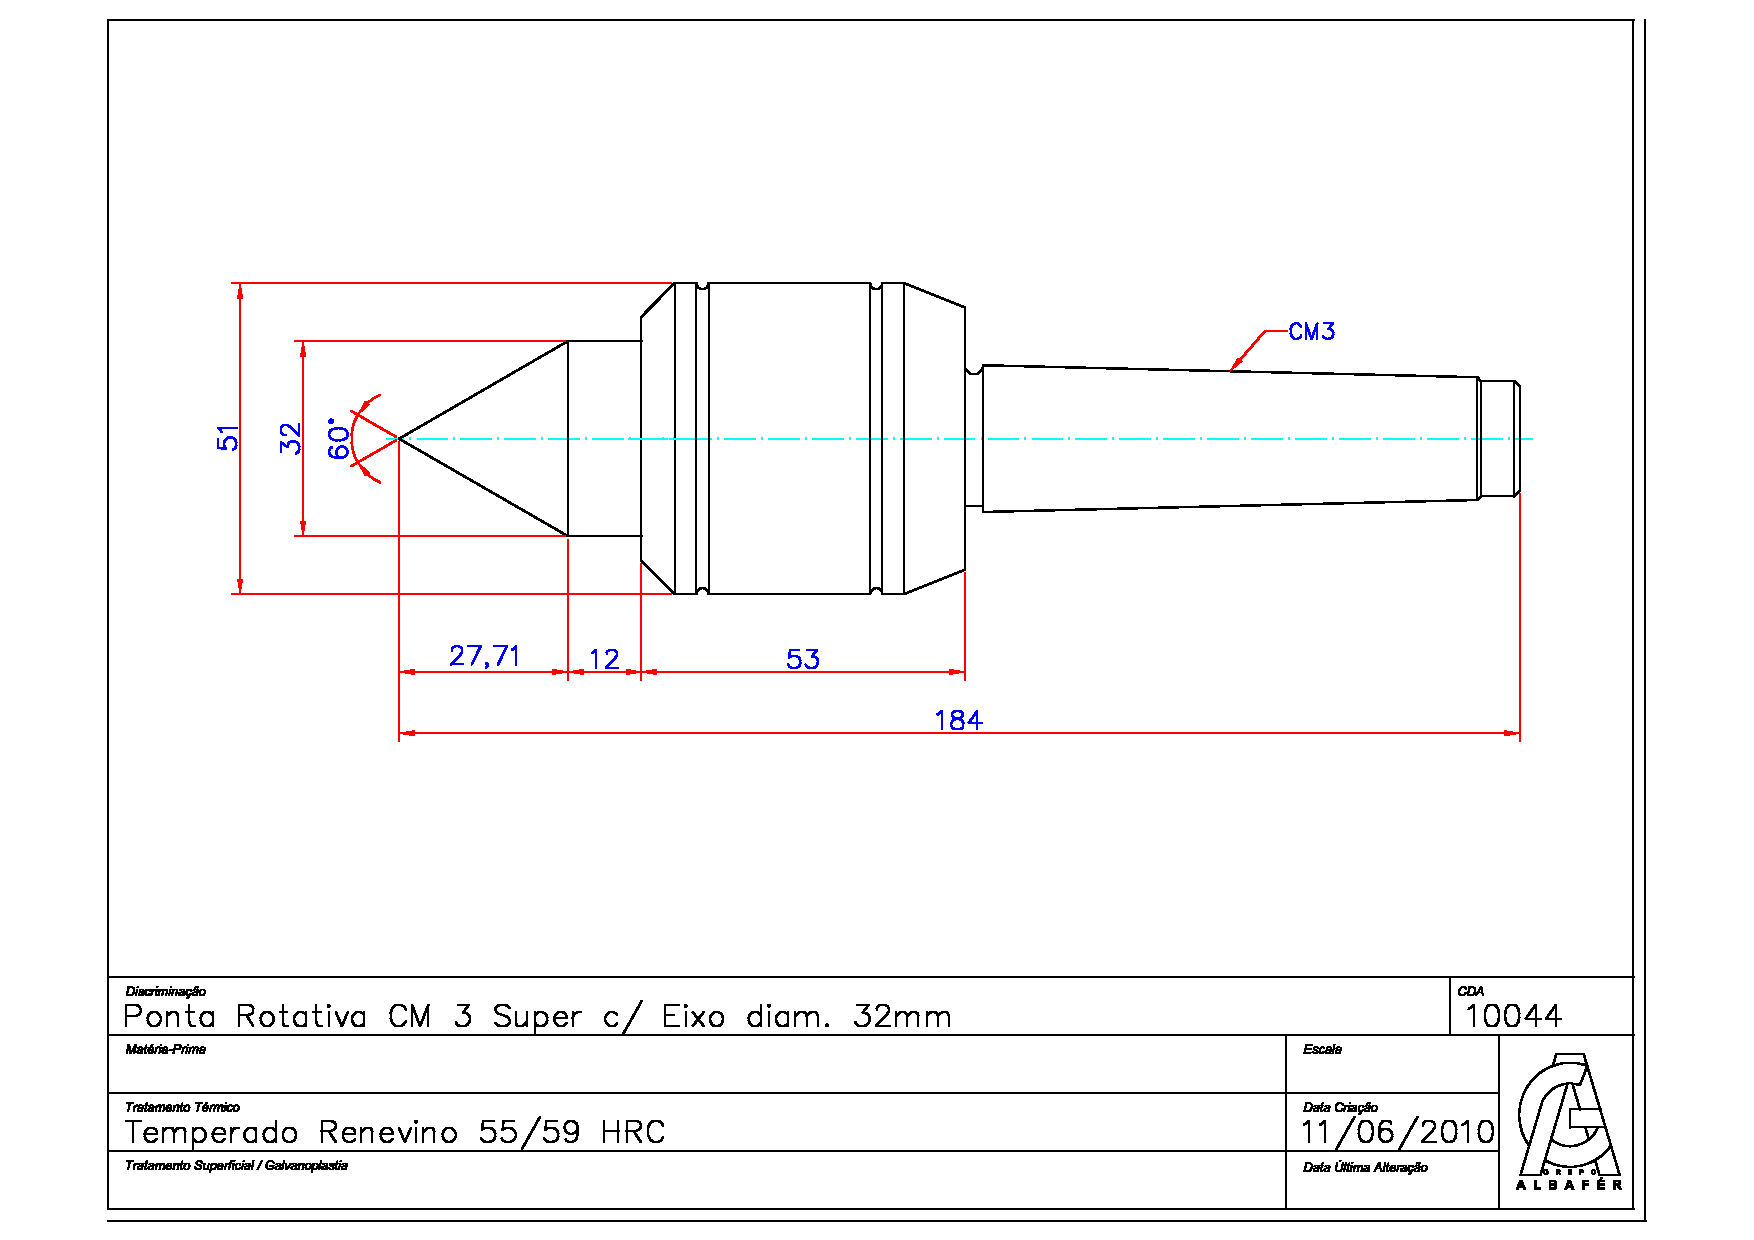 CM3
51
32
60°
27,71
12
53
184
Discriminação
Ponta Rotativa CM 3 Super c/ Eixo diam. 32mm
CDA
10044
Matéria-Prima
Escala
Tratamento Térmico
Temperado Renevino 55/59 HRC
Data Criação
11/06/2010
Tratamento Superficial / Galvanoplastia
Data Última Alteração
GRUPO
ALBAFÉR